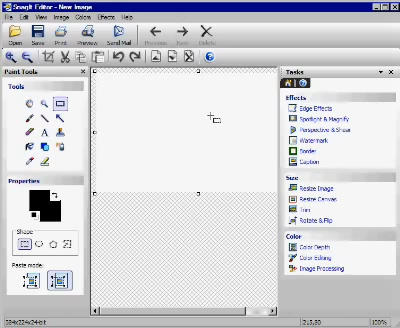 SnagIt Editor - New Image
File Edit View Image Colors Effects Help
Open Save Print Preview Send Mail Previous Next Delete
Paint Tools
Tools
Properties
Shape
Paste mode:
Tasks
Effects
Edge Effects
Spotlight & Magnify
Perspective & Shear
Watermark
Border
Caption
Size
Resize Image
Resize Canvas
Trim
Rotate & Flip
Color
Color Depth
Color Editing
Image Processing
215,80 100%